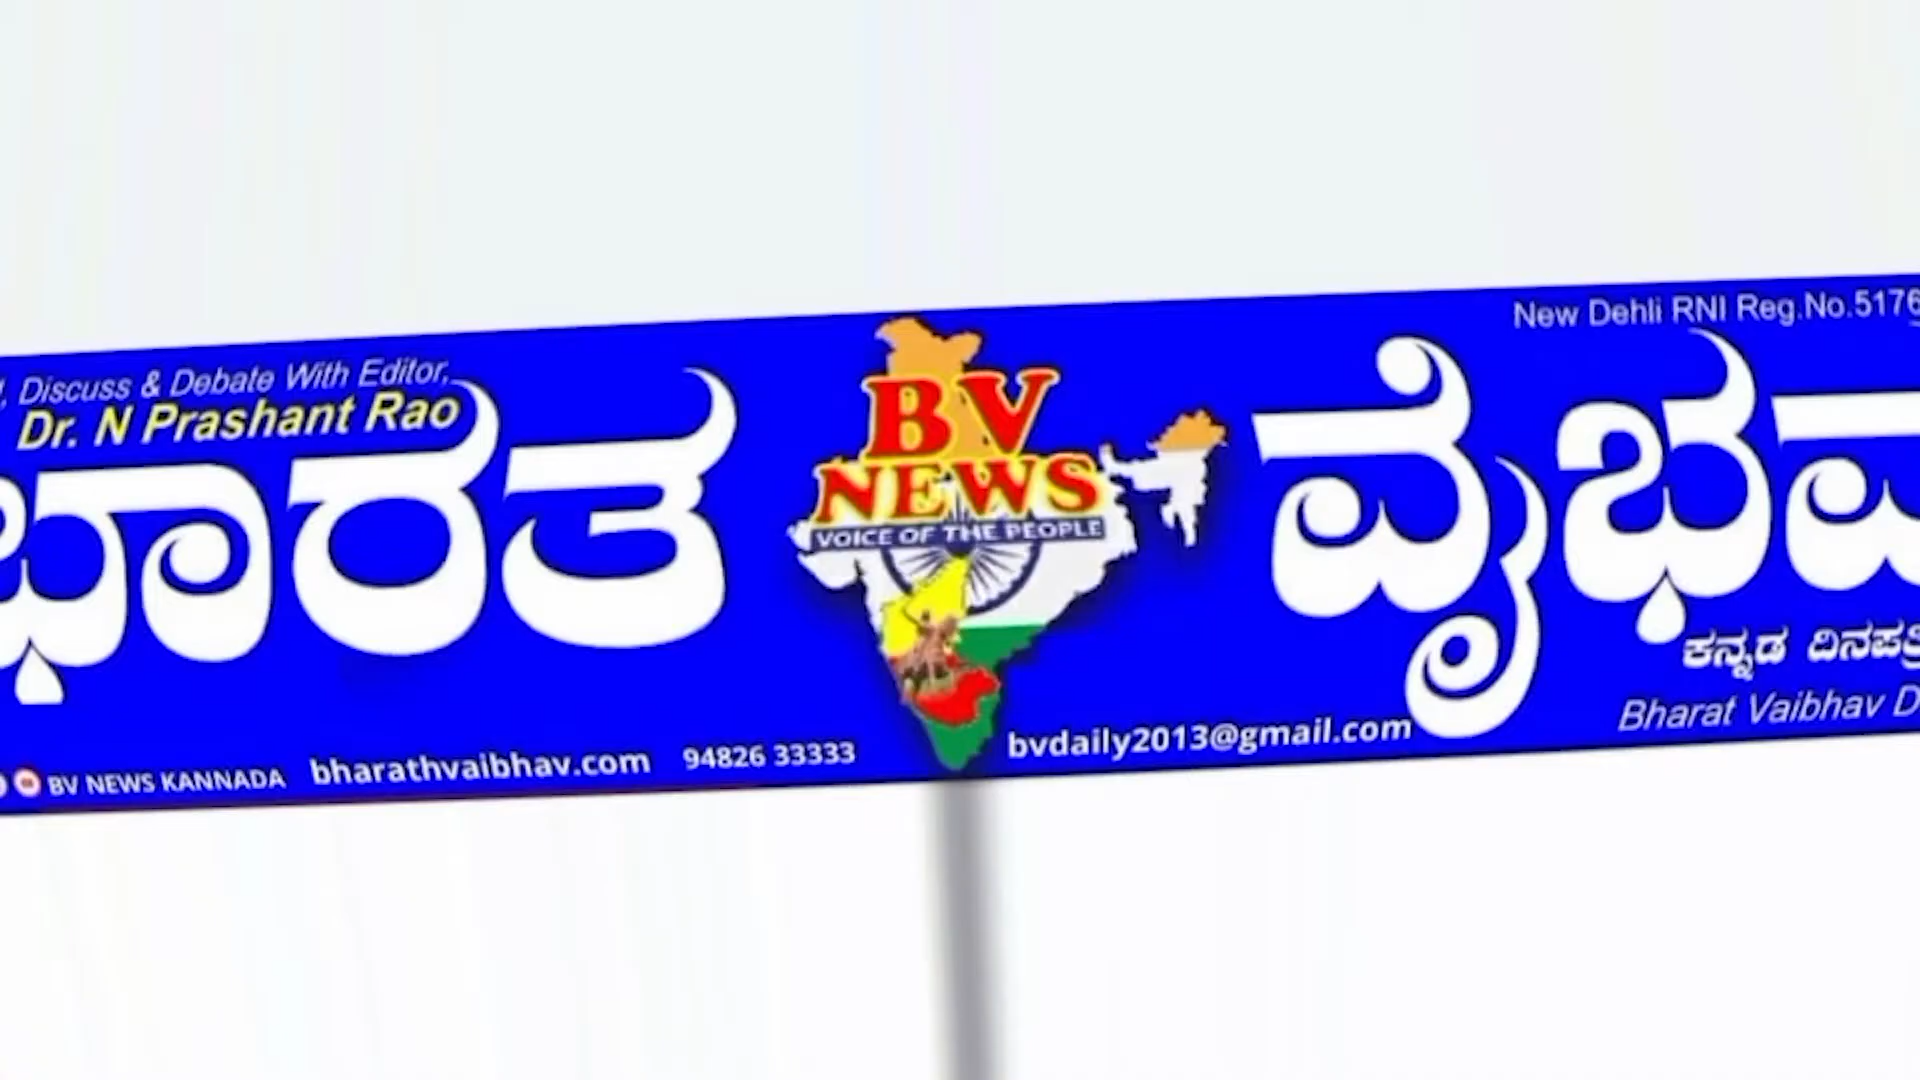 Discuss & Debate With Editor,
Dr. N Prashant Rao
New Dehli RNI Reg.No.5176
ಭಾರತ
BV
NEWS
VOICE OF THE PEOPLE
ವೈಭವ
ಕನ್ನಡ ದಿನಪತ್ರಿ
Bharat Vaibhav D
BV NEWS KANNADA bharathvaibhav.com 94826 33333 bvdaily2013@gmail.com